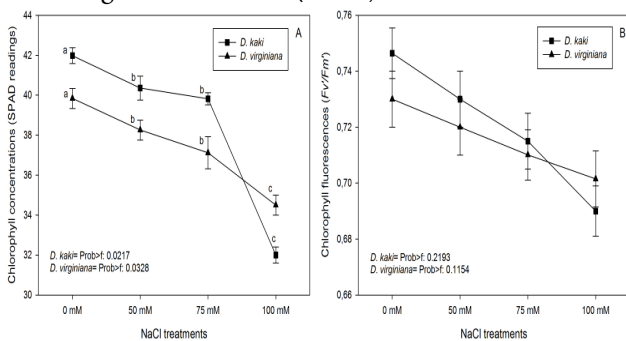 A
D. kaki
D. virginiana
Chlorophyll concentrations (SPAD readings)
44
42
40
38
36
34
32
30
a
b
b
a
b
b
c
c
D. kaki= Prob>f: 0.0217
D. virginiana= Prob>f: 0.0328
0 mM
50 mM
75 mM
100 mM
NaCl treatments
B
D. kaki
D. virginiana
Chlorophyll fluorescences (Fv'/Fm')
0,76
0,74
0,72
0,70
0,68
0,66
D. kaki= Prob>f: 0.2193
D. virginiana= Prob>f: 0.1154
0 mM
50 mM
75 mM
100 mM
NaCl treatments